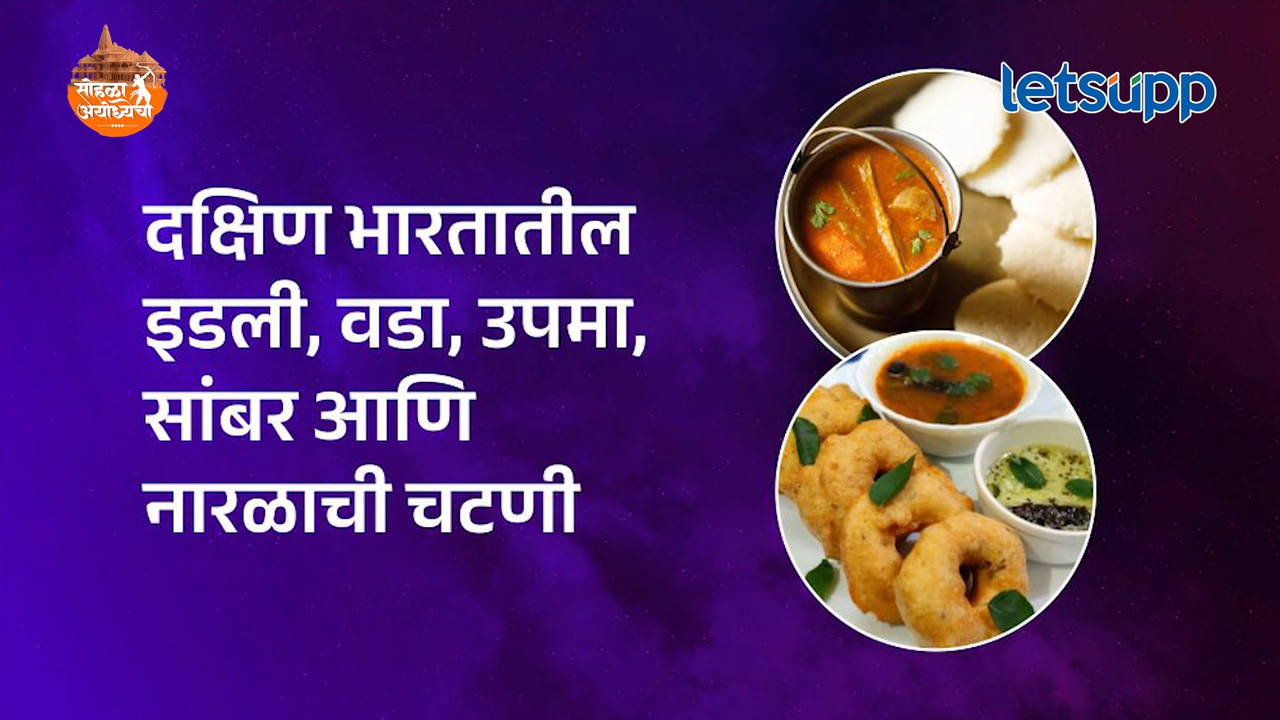 सोहळा
अयोध्येचा
letsupp
दक्षिण भारतातील
इडली, वडा, उपमा,
सांबर आणि
नारळाची चटणी